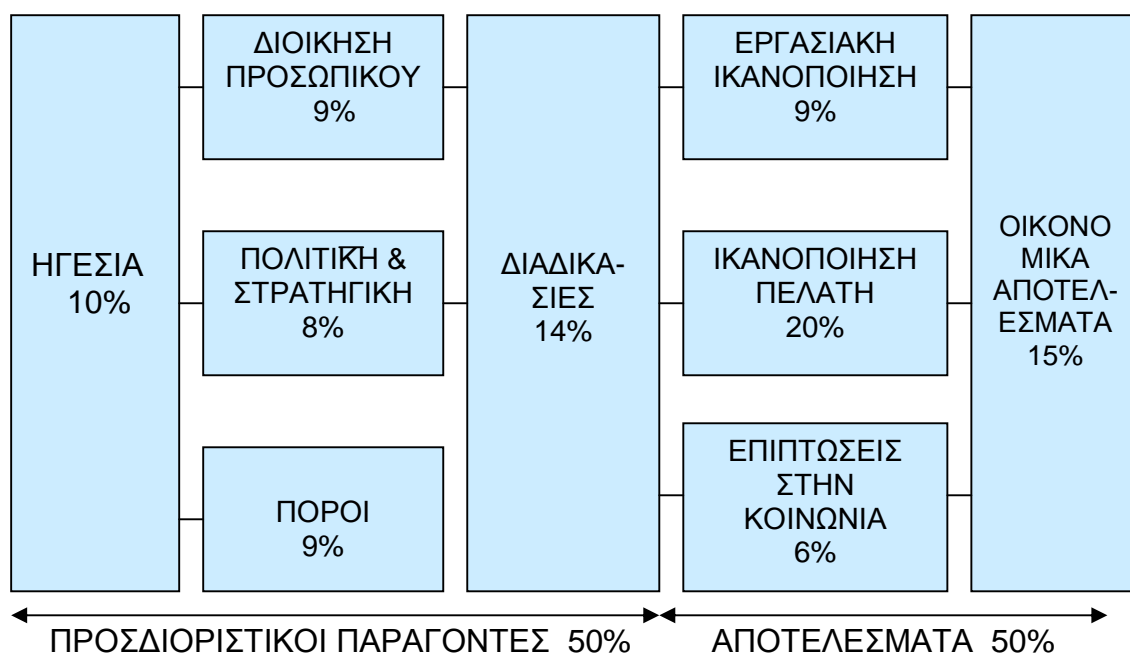 ΗΓΕΣΙΑ
10%
ΔΙΟΙΚΗΣΗ
ΠΡΟΣΩΠΙΚΟΥ
9%
ΠΟΛΙΤΙΚΗ &
ΣΤΡΑΤΗΓΙΚΗ
8%
ΠΟΡΟΙ
9%
ΔΙΑΔΙΚΑ-
ΣΙΕΣ
14%
ΕΡΓΑΣΙΑΚΗ
ΙΚΑΝΟΠΟΙΗΣΗ
9%
ΙΚΑΝΟΠΟΙΗΣΗ
ΠΕΛΑΤΗ
20%
ΕΠΙΠΤΩΣΕΙΣ
ΣΤΗΝ
ΚΟΙΝΩΝΙΑ
6%
ΟΙΚΟΝΟ
ΜΙΚΑ
ΑΠΟΤΕΛ-
ΕΣΜΑΤΑ
15%
ΠΡΟΣΔΙΟΡΙΣΤΙΚΟΙ ΠΑΡΑΓΟΝΤΕΣ 50%
ΑΠΟΤΕΛΕΣΜΑΤΑ 50%